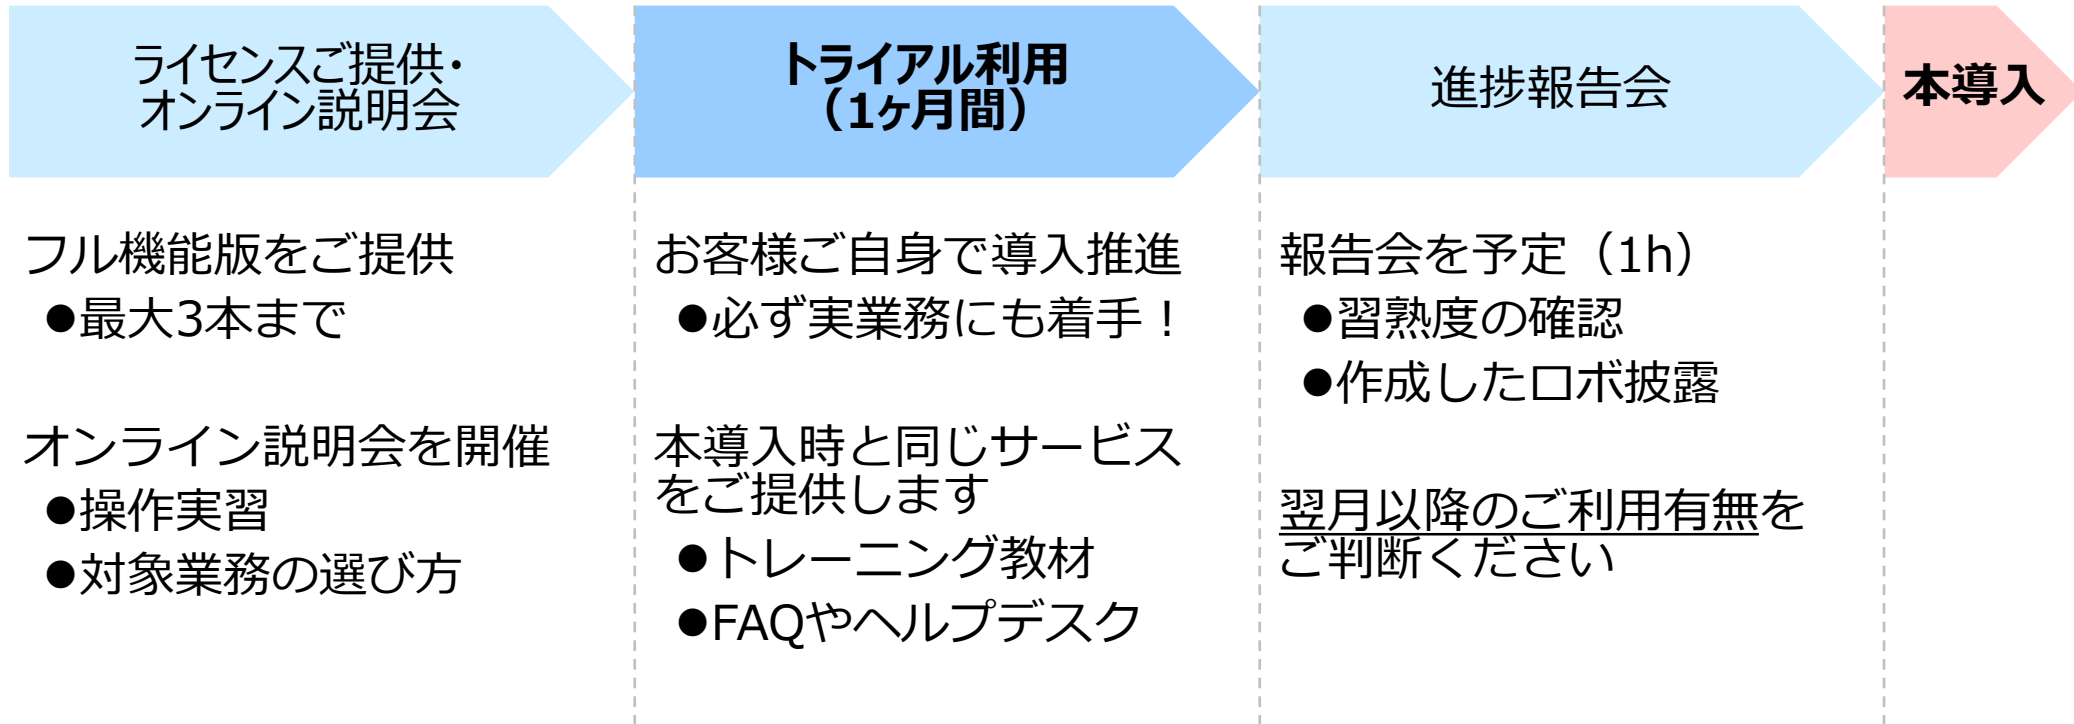 ライセンスご提供・
オンライン説明会
トライアル利用
（1ヶ月間）
進捗報告会
本導入
フル機能版をご提供
●最大3本まで
オンライン説明会を開催
●操作実習
●対象業務の選び方
お客様ご自身で導入推進
●必ず実業務にも着手！
本導入時と同じサービス
をご提供します
●トレーニング教材
●FAQやヘルプデスク
報告会を予定（1h）
●習熟度の確認
●作成したロボ披露
翌月以降のご利用有無を
ご判断ください